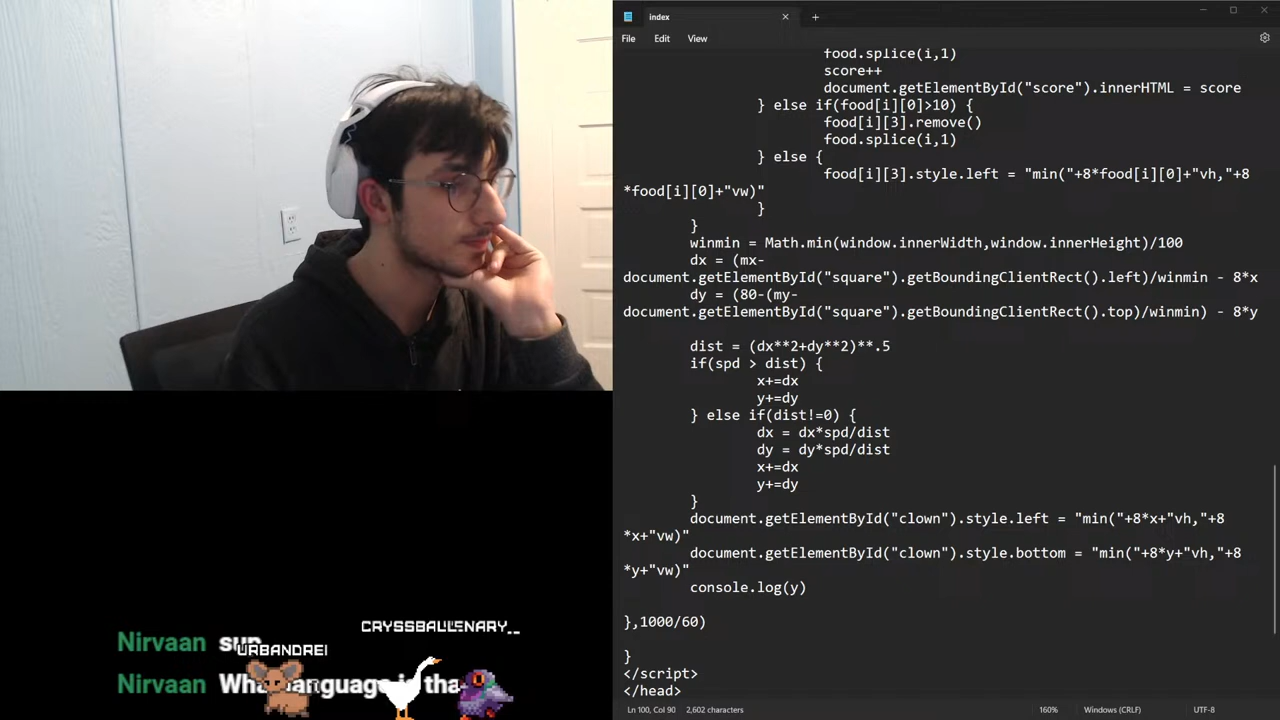 index
File Edit View
food.splice(i,1)
score++
document.getElementById("score").innerHTML = score
} else if(food[i][0]>10) {
food[i][3].remove()
food.splice(i,1)
} else {
food[i][3].style.left = "min("+8*food[i][0]+"vh,"+8
*food[i][0]+"vw)"
}
}
winmin = Math.min(window.innerWidth,window.innerHeight)/100
dx = (mx-
document.getElementById("square").getBoundingClientRect().left)/winmin - 8*x
dy = (80-(my-
document.getElementById("square").getBoundingClientRect().top)/winmin) - 8*y
dist = (dx**2+dy**2)**.5
if(spd > dist) {
x+=dx
y+=dy
} else if(dist!=0) {
dx = dx*spd/dist
dy = dy*spd/dist
x+=dx
y+=dy
}
document.getElementById("clown").style.left = "min("+8*x+"vh,"+8
*x+"vw)"
document.getElementById("clown").style.bottom = "min("+8*y+"vh,"+8
*y+"vw)"
console.log(y)
},1000/60)
}
</script>
</head>
Ln 100, Col 90 2,602 characters 160% Windows (CRLF) UTF-8
CRYSSBALLENARY_
Nirvaan sup
URBANDREI
Nirvaan